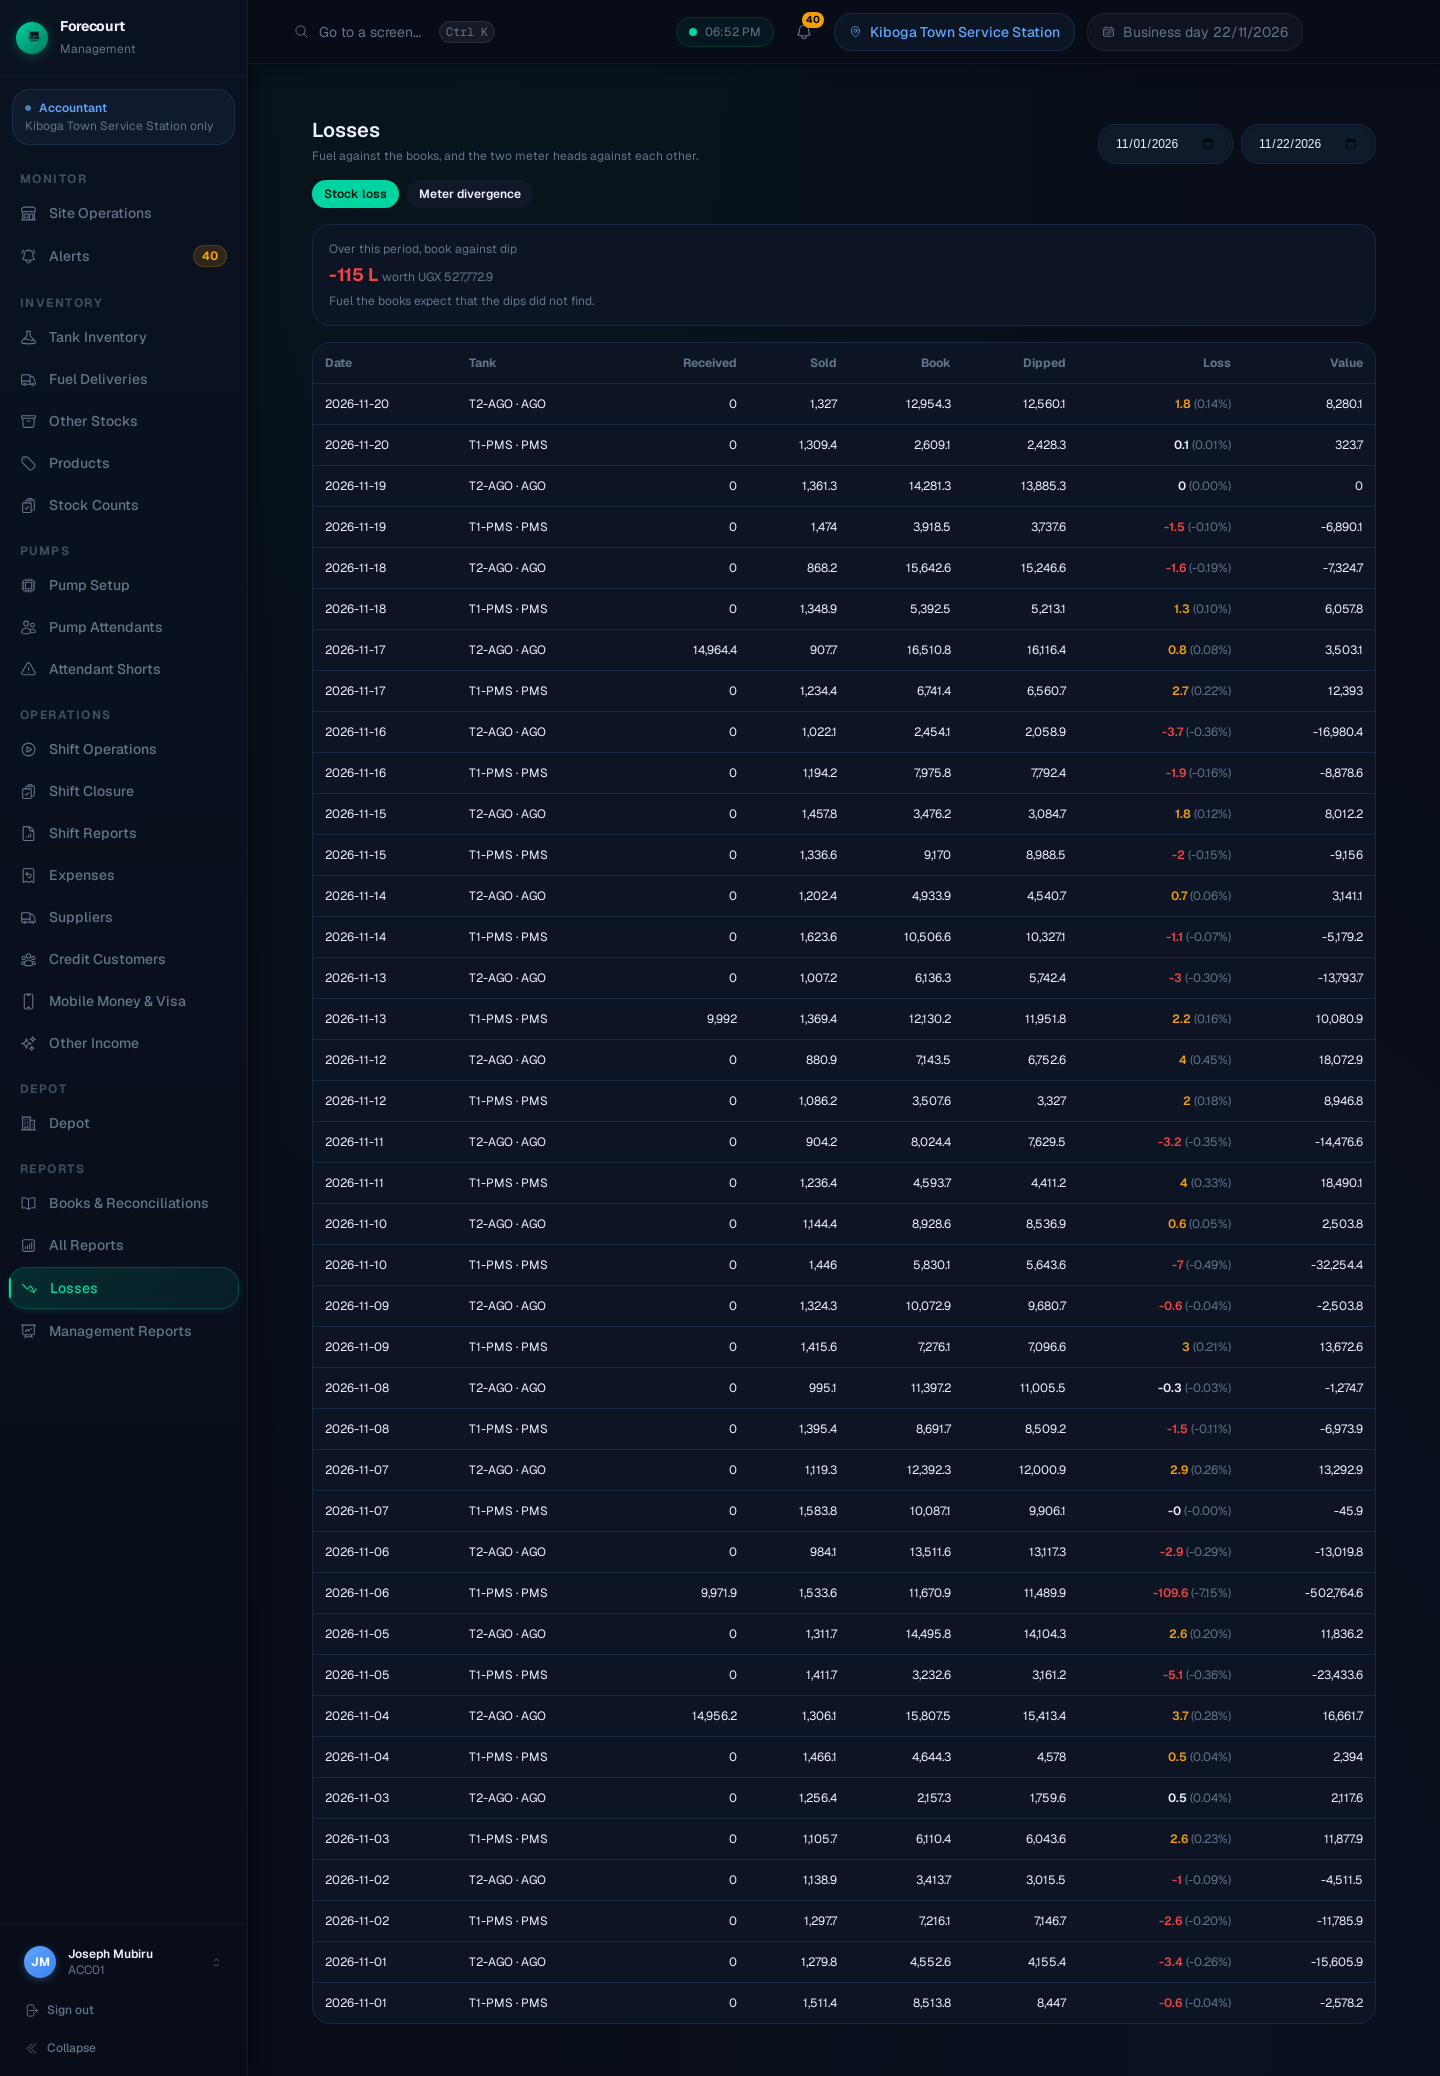 Forecourt
Management
Accountant
Kiboga Town Service Station only
MONITOR
Site Operations
Alerts 40
INVENTORY
Tank Inventory
Fuel Deliveries
Other Stocks
Products
Stock Counts
PUMPS
Pump Setup
Pump Attendants
Attendant Shorts
OPERATIONS
Shift Operations
Shift Closure
Shift Reports
Expenses
Suppliers
Credit Customers
Mobile Money & Visa
Other Income
DEPOT
Depot
REPORTS
Books & Reconciliations
All Reports
Losses
Management Reports
JM Joseph Mubiru
ACC01
Sign out
Collapse
Go to a screen... Ctrl K 06:52 PM 40 Kiboga Town Service Station Business day 22/11/2026
Losses
Fuel against the books, and the two meter heads against each other.
11/01/2026 11/22/2026
Stock loss Meter divergence
Over this period, book against dip
-115 L worth UGX 527,772.9
Fuel the books expect that the dips did not find.
Date Tank Received Sold Book Dipped Loss Value
2026-11-20 T2-AGO · AGO 0 1,327 12,954.3 12,560.1 1.8 (0.14%) 8,280.1
2026-11-20 T1-PMS · PMS 0 1,309.4 2,609.1 2,428.3 0.1 (0.01%) 323.7
2026-11-19 T2-AGO · AGO 0 1,361.3 14,281.3 13,885.3 0 (0.00%) 0
2026-11-19 T1-PMS · PMS 0 1,474 3,918.5 3,737.6 -1.5 (-0.10%) -6,890.1
2026-11-18 T2-AGO · AGO 0 868.2 15,642.6 15,246.6 -1.6 (-0.19%) -7,324.7
2026-11-18 T1-PMS · PMS 0 1,348.9 5,392.5 5,213.1 1.3 (0.10%) 6,057.8
2026-11-17 T2-AGO · AGO 14,964.4 907.7 16,510.8 16,116.4 0.8 (0.08%) 3,503.1
2026-11-17 T1-PMS · PMS 0 1,234.4 6,741.4 6,560.7 2.7 (0.22%) 12,393
2026-11-16 T2-AGO · AGO 0 1,022.1 2,454.1 2,058.9 -3.7 (-0.36%) -16,980.4
2026-11-16 T1-PMS · PMS 0 1,194.2 7,975.8 7,792.4 -1.9 (-0.16%) -8,878.6
2026-11-15 T2-AGO · AGO 0 1,457.8 3,476.2 3,084.7 1.8 (0.12%) 8,012.2
2026-11-15 T1-PMS · PMS 0 1,336.6 9,170 8,988.5 -2 (-0.15%) -9,156
2026-11-14 T2-AGO · AGO 0 1,202.4 4,933.9 4,540.7 0.7 (0.06%) 3,141.1
2026-11-14 T1-PMS · PMS 0 1,623.6 10,506.6 10,327.1 -1.1 (-0.07%) -5,179.2
2026-11-13 T2-AGO · AGO 0 1,007.2 6,136.3 5,742.4 -3 (-0.30%) -13,793.7
2026-11-13 T1-PMS · PMS 9,992 1,369.4 12,130.2 11,951.8 2.2 (0.16%) 10,080.9
2026-11-12 T2-AGO · AGO 0 880.9 7,143.5 6,752.6 4 (0.45%) 18,072.9
2026-11-12 T1-PMS · PMS 0 1,086.2 3,507.6 3,327 2 (0.18%) 8,946.8
2026-11-11 T2-AGO · AGO 0 904.2 8,024.4 7,629.5 -3.2 (-0.35%) -14,476.6
2026-11-11 T1-PMS · PMS 0 1,236.4 4,593.7 4,411.2 4 (0.33%) 18,490.1
2026-11-10 T2-AGO · AGO 0 1,144.4 8,928.6 8,536.9 0.6 (0.05%) 2,503.8
2026-11-10 T1-PMS · PMS 0 1,446 5,830.1 5,643.6 -7 (-0.49%) -32,254.4
2026-11-09 T2-AGO · AGO 0 1,324.3 10,072.9 9,680.7 -0.6 (-0.04%) -2,503.8
2026-11-09 T1-PMS · PMS 0 1,415.6 7,276.1 7,096.6 3 (0.21%) 13,672.6
2026-11-08 T2-AGO · AGO 0 995.1 11,397.2 11,005.5 -0.3 (-0.03%) -1,274.7
2026-11-08 T1-PMS · PMS 0 1,395.4 8,691.7 8,509.2 -1.5 (-0.11%) -6,973.9
2026-11-07 T2-AGO · AGO 0 1,119.3 12,392.3 12,000.9 2.9 (0.26%) 13,292.9
2026-11-07 T1-PMS · PMS 0 1,583.8 10,087.1 9,906.1 -0 (-0.00%) -45.9
2026-11-06 T2-AGO · AGO 0 984.1 13,511.6 13,117.3 -2.9 (-0.29%) -13,019.8
2026-11-06 T1-PMS · PMS 9,971.9 1,533.6 11,670.9 11,489.9 -109.6 (-7.15%) -502,764.6
2026-11-05 T2-AGO · AGO 0 1,311.7 14,495.8 14,104.3 2.6 (0.20%) 11,836.2
2026-11-05 T1-PMS · PMS 0 1,411.7 3,232.6 3,161.2 -5.1 (-0.36%) -23,433.6
2026-11-04 T2-AGO · AGO 14,956.2 1,306.1 15,807.5 15,413.4 3.7 (0.28%) 16,661.7
2026-11-04 T1-PMS · PMS 0 1,466.1 4,644.3 4,578 0.5 (0.04%) 2,394
2026-11-03 T2-AGO · AGO 0 1,256.4 2,157.3 1,759.6 0.5 (0.04%) 2,117.6
2026-11-03 T1-PMS · PMS 0 1,105.7 6,110.4 6,043.6 2.6 (0.23%) 11,877.9
2026-11-02 T2-AGO · AGO 0 1,138.9 3,413.7 3,015.5 -1 (-0.09%) -4,511.5
2026-11-02 T1-PMS · PMS 0 1,297.7 7,216.1 7,146.7 -2.6 (-0.20%) -11,785.9
2026-11-01 T2-AGO · AGO 0 1,279.8 4,552.6 4,155.4 -3.4 (-0.26%) -15,605.9
2026-11-01 T1-PMS · PMS 0 1,511.4 8,513.8 8,447 -0.6 (-0.04%) -2,578.2